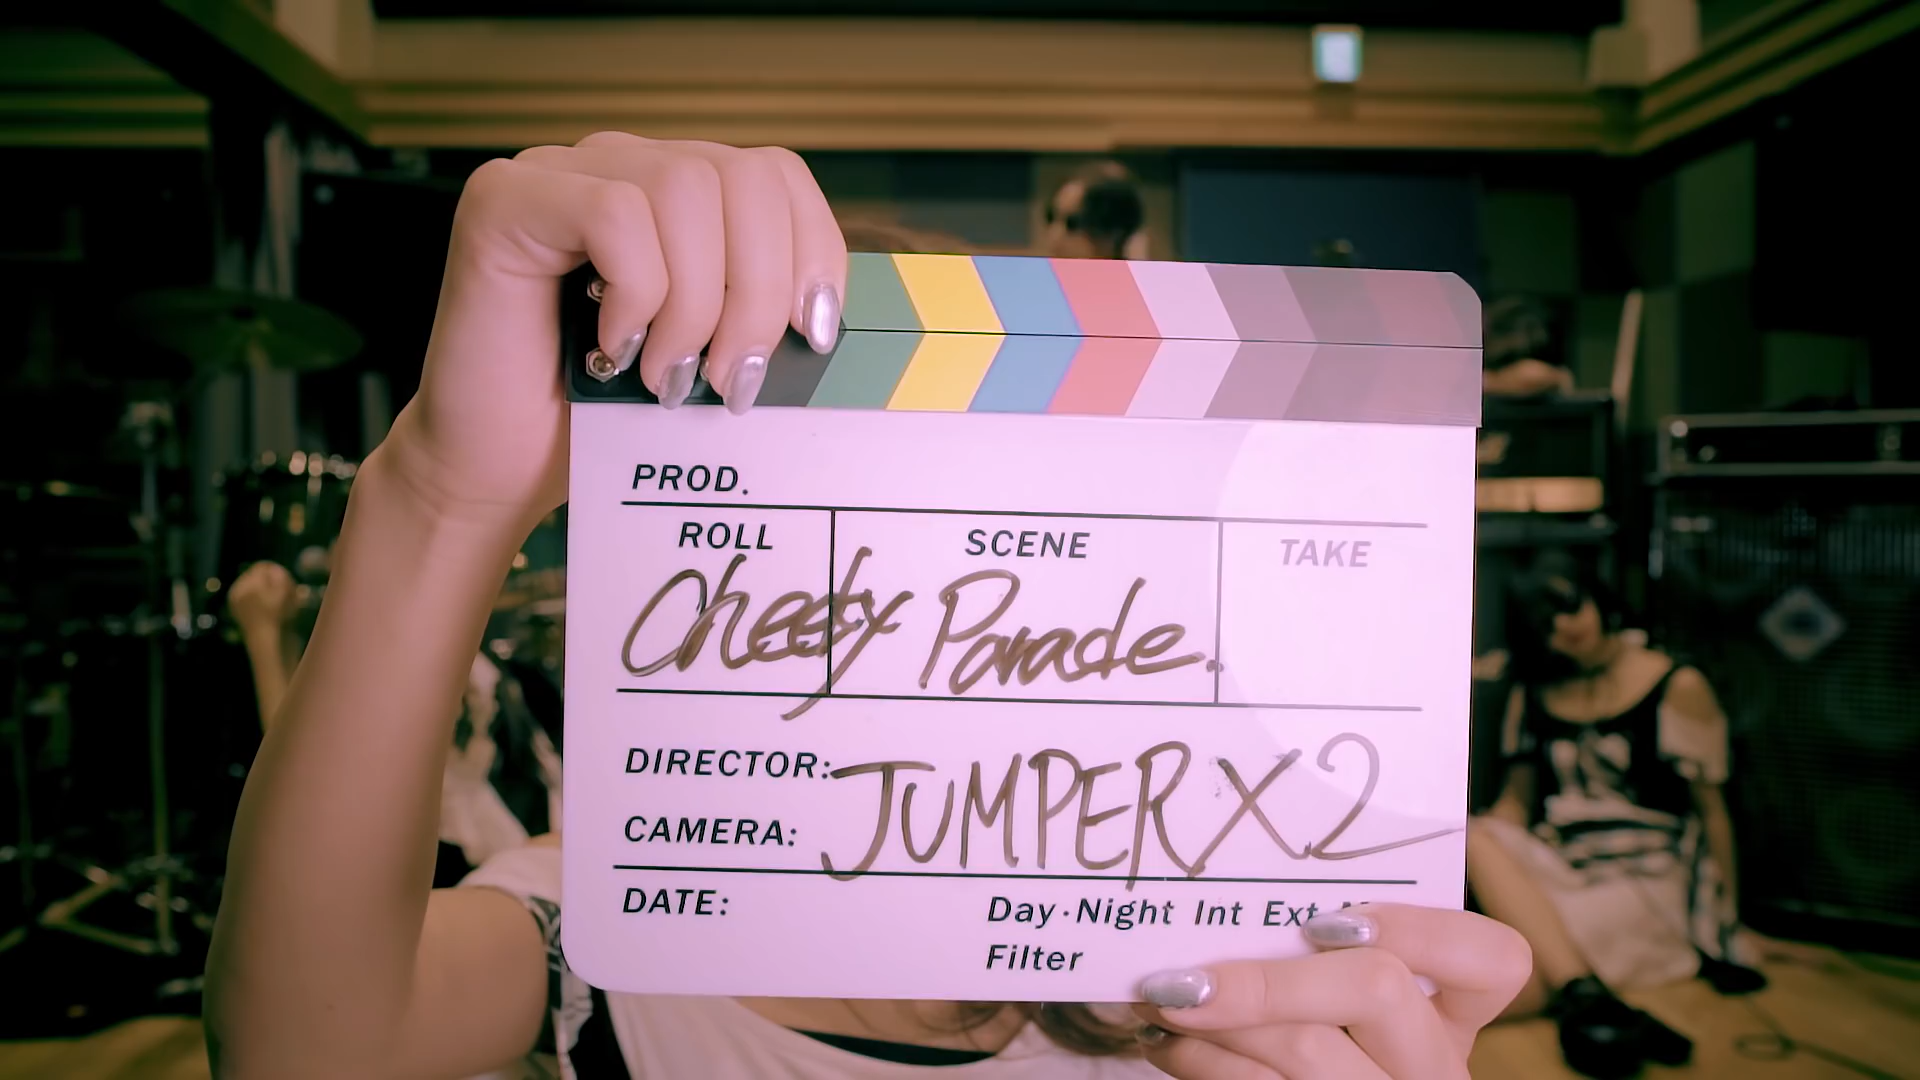 PROD.
ROLL SCENE TAKE
Cheeky Parade.
DIRECTOR: JUMPER X2
CAMERA:
DATE: Day·Night Int Ext
Filter